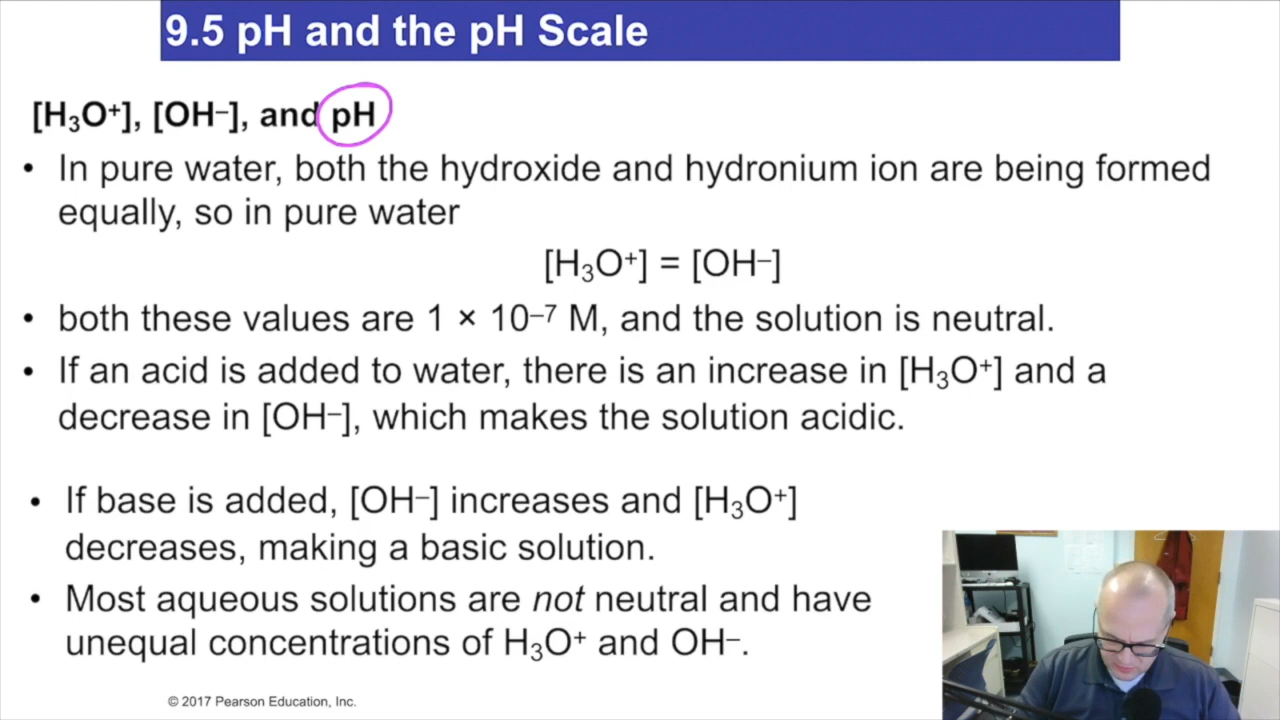 9.5 pH and the pH Scale
[H₃O⁺], [OH⁻], and pH
• In pure water, both the hydroxide and hydronium ion are being formed
equally, so in pure water
[H₃O⁺] = [OH⁻]
• both these values are 1 × 10⁻⁷ M, and the solution is neutral.
• If an acid is added to water, there is an increase in [H₃O⁺] and a
decrease in [OH⁻], which makes the solution acidic.
• If base is added, [OH⁻] increases and [H₃O⁺]
decreases, making a basic solution.
• Most aqueous solutions are not neutral and have
unequal concentrations of H₃O⁺ and OH⁻.
© 2017 Pearson Education, Inc.